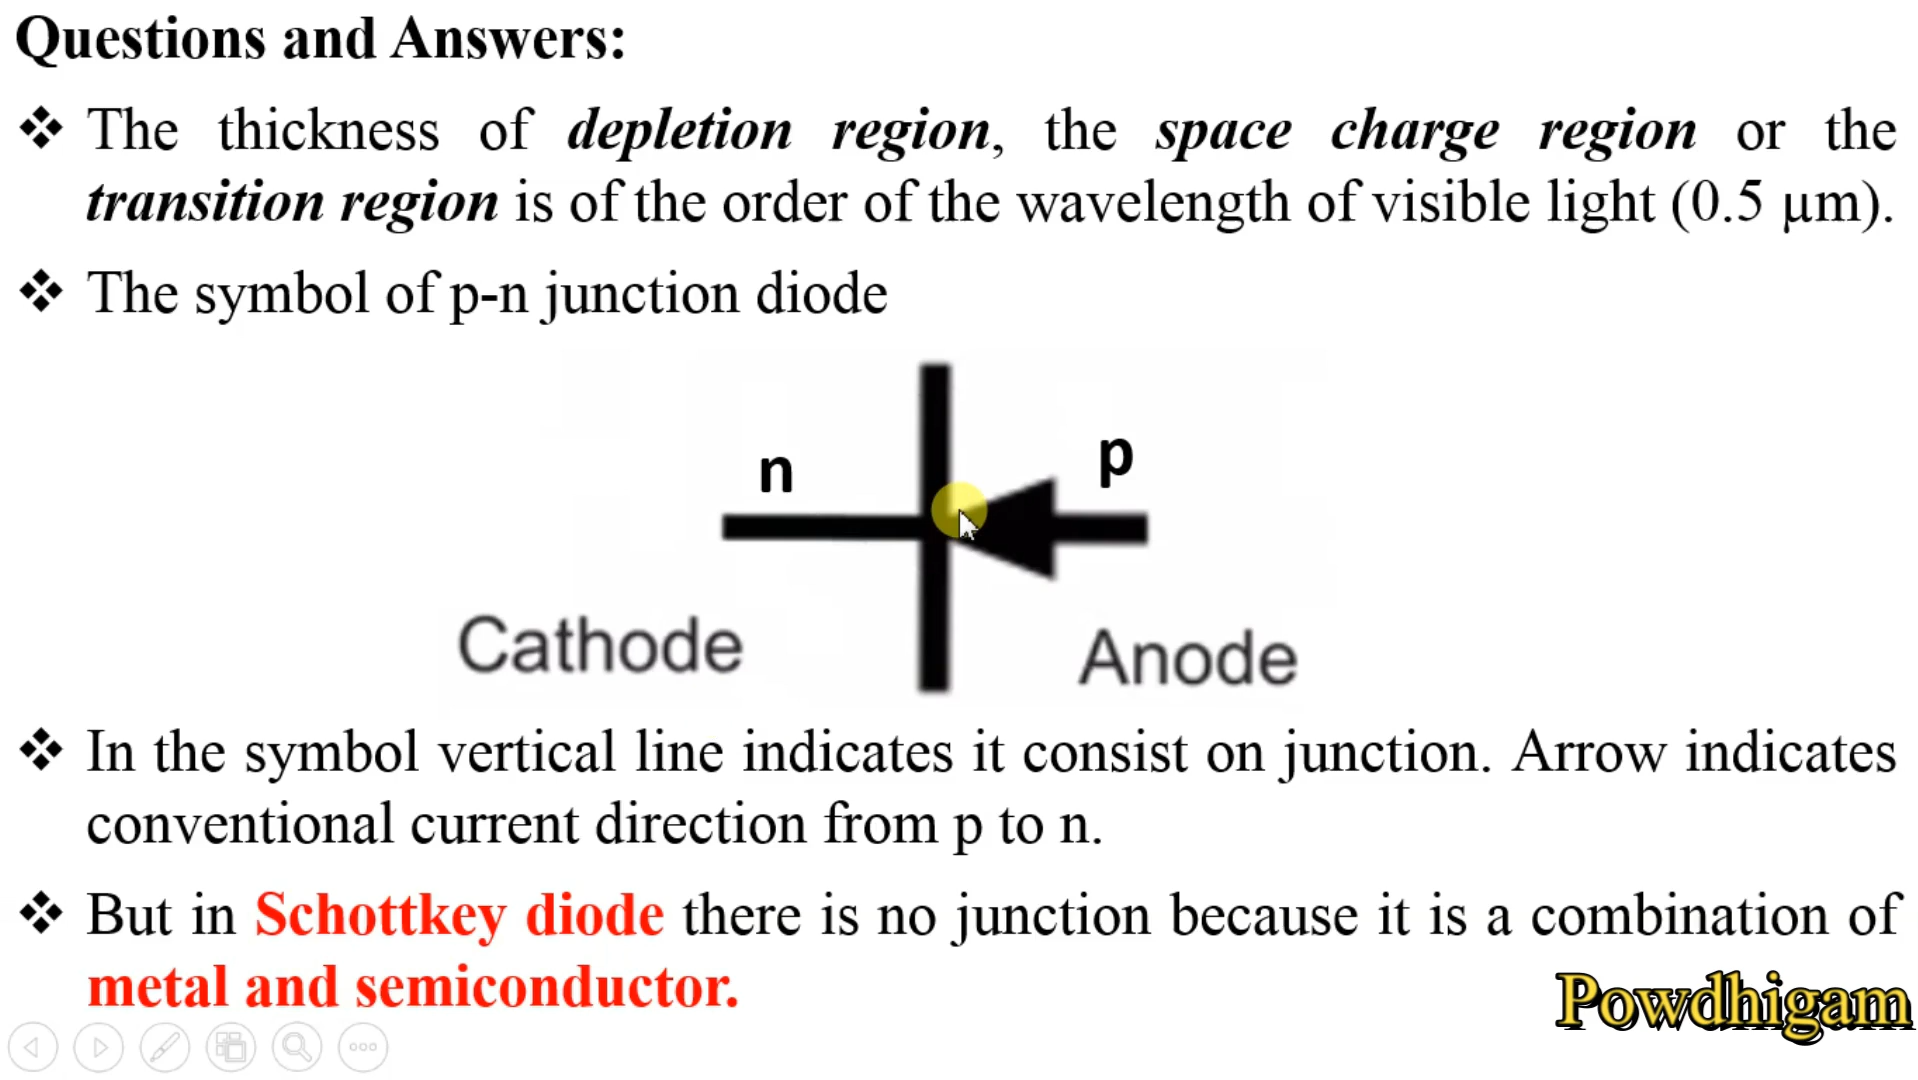 Questions and Answers:
❖ The thickness of depletion region, the space charge region or the
transition region is of the order of the wavelength of visible light (0.5 µm).
❖ The symbol of p-n junction diode
n
p
Cathode
Anode
❖ In the symbol vertical line indicates it consist on junction. Arrow indicates
conventional current direction from p to n.
❖ But in Schottkey diode there is no junction because it is a combination of
metal and semiconductor.
Powdhigam